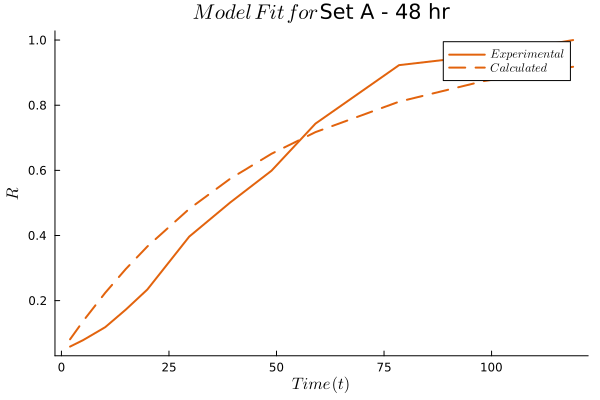 Model Fit for Set A - 48 hr
1.0
Experimental
Calculated
0.8
0.6
R
0.4
0.2
0
25
50
75
100
Time(t)